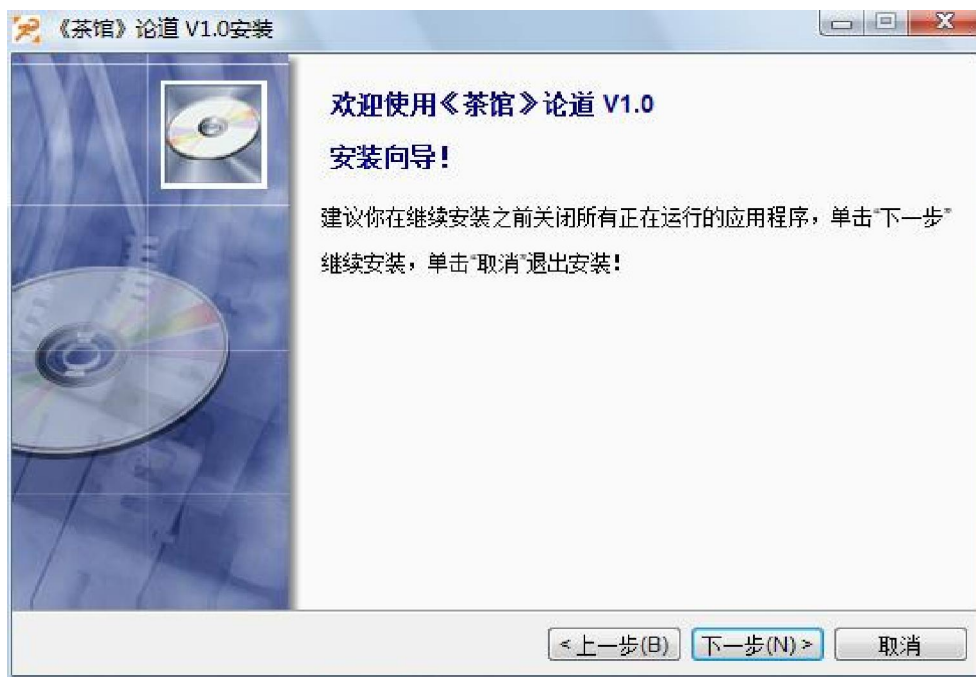 《茶馆》论道 V1.0安装
欢迎使用《茶馆》论道 V1.0
安装向导！
建议你在继续安装之前关闭所有正在运行的应用程序，单击“下一步”
继续安装，单击“取消”退出安装！
<上一步(B) 下一步(N)> 取消